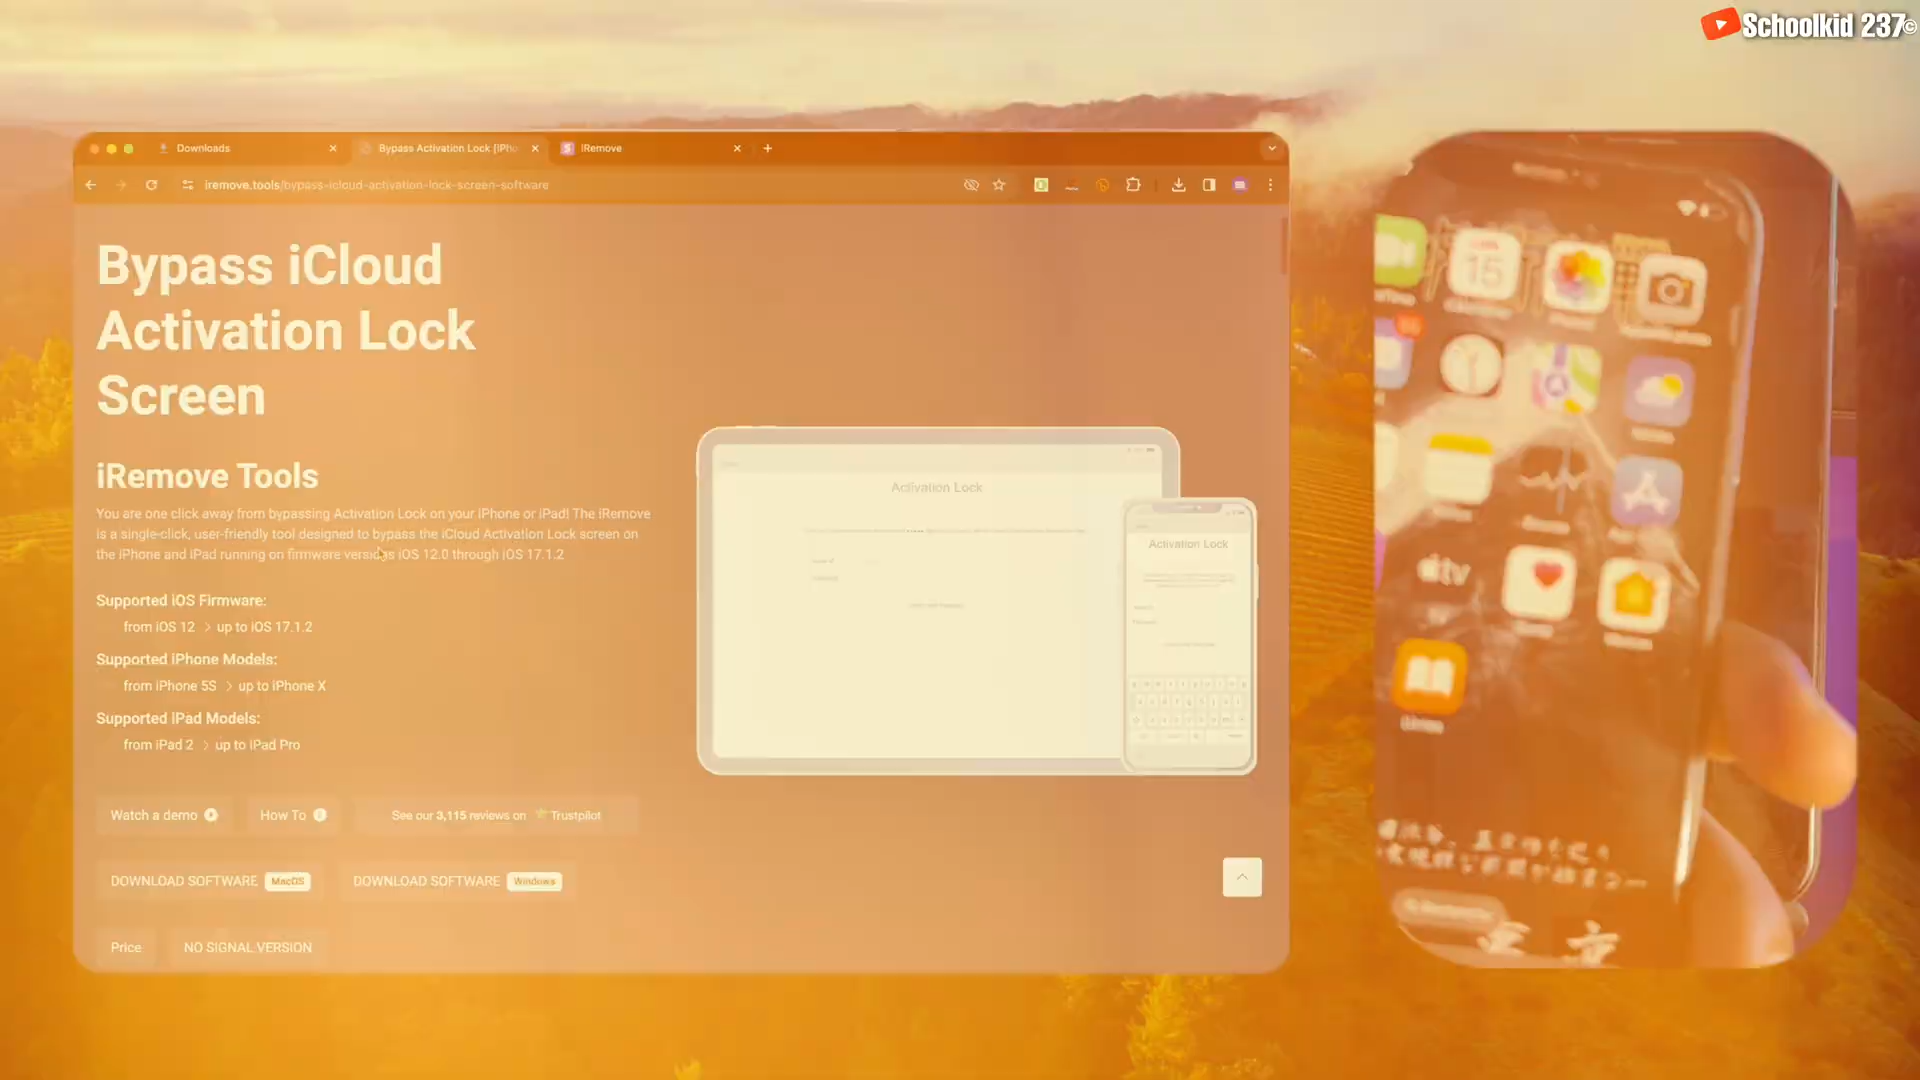 Schoolkid 237©
Downloads
Bypass Activation Lock [iPho
iRemove
iremove.tools/bypass-icloud-activation-lock-screen-software
Bypass iCloud
Activation Lock
Screen
iRemove Tools
You are one click away from bypassing Activation Lock on your iPhone or iPad! The iRemove
is a single-click, user-friendly tool designed to bypass the iCloud Activation Lock screen on
the iPhone and iPad running on firmware versions iOS 12.0 through iOS 17.1.2
Supported iOS Firmware:
from iOS 12 > up to iOS 17.1.2
Supported iPhone Models:
from iPhone 5S > up to iPhone X
Supported iPad Models:
from iPad 2 > up to iPad Pro
Watch a demo
How To
See our 3,115 reviews on Trustpilot
DOWNLOAD SOFTWARE MacOS
DOWNLOAD SOFTWARE Windows
Price
NO SIGNAL VERSION
Activation Lock
Activation Lock
15
tv